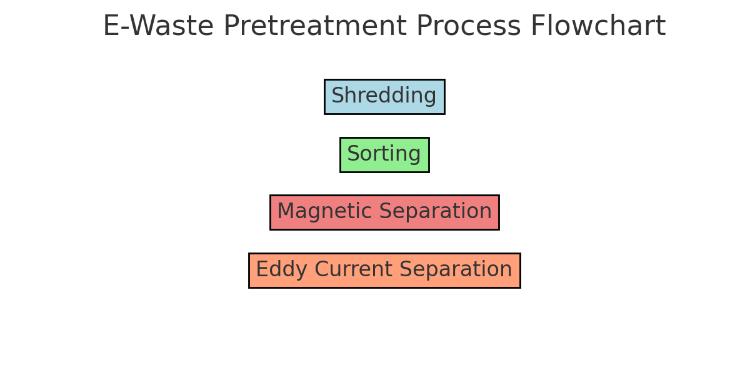 E-Waste Pretreatment Process Flowchart
Shredding
Sorting
Magnetic Separation
Eddy Current Separation